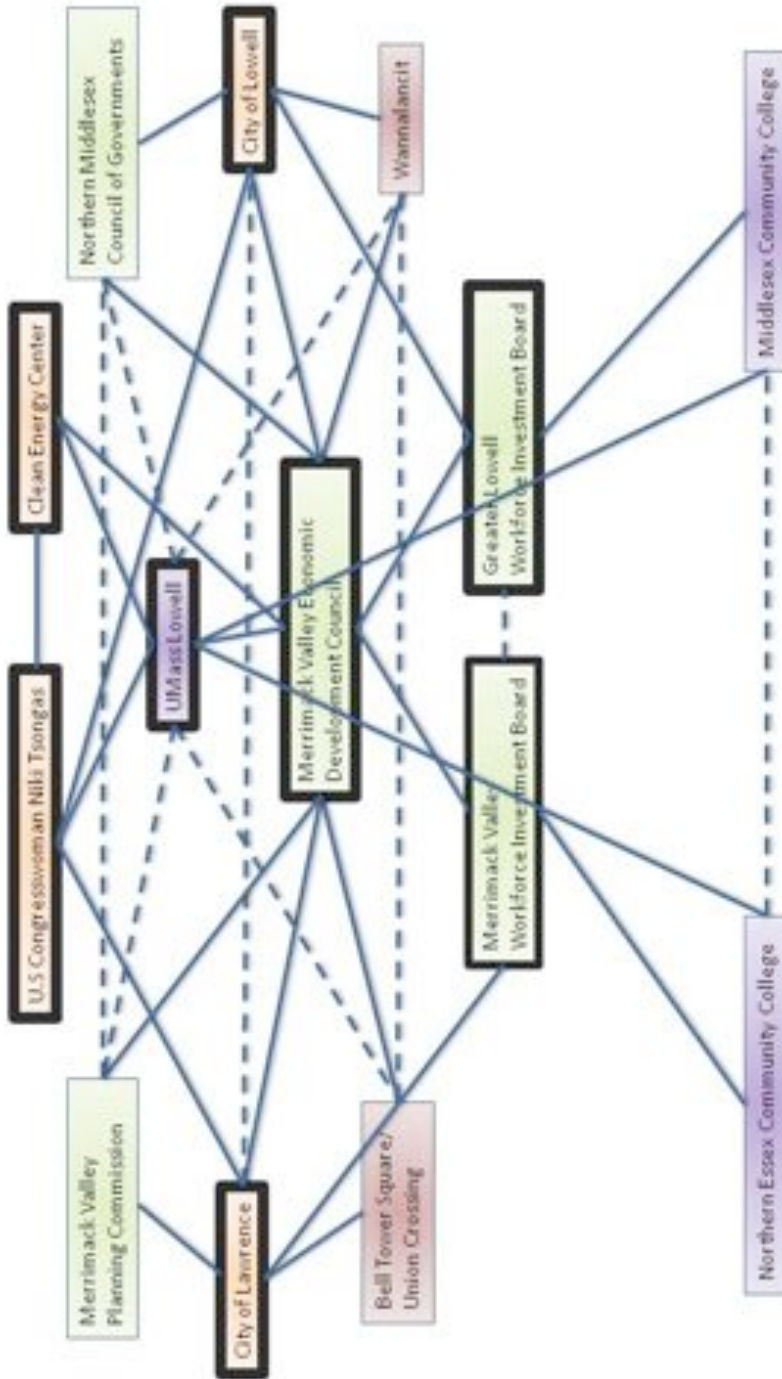 U.S Congresswoman Niki Tsongas
Clean Energy Center
Merrimack Valley
Planning Commission
Northern Middlesex
Council of Governments
UMass Lowell
City of Lawrence
City of Lowell
Merrimack Valley Economic
Development Council
Bell Tower Square/
Union Crossing
Wannalancit
Merrimack Valley
Workforce Investment Board
Greater Lowell
Workforce Investment Board
Northern Essex Community College
Middlesex Community College